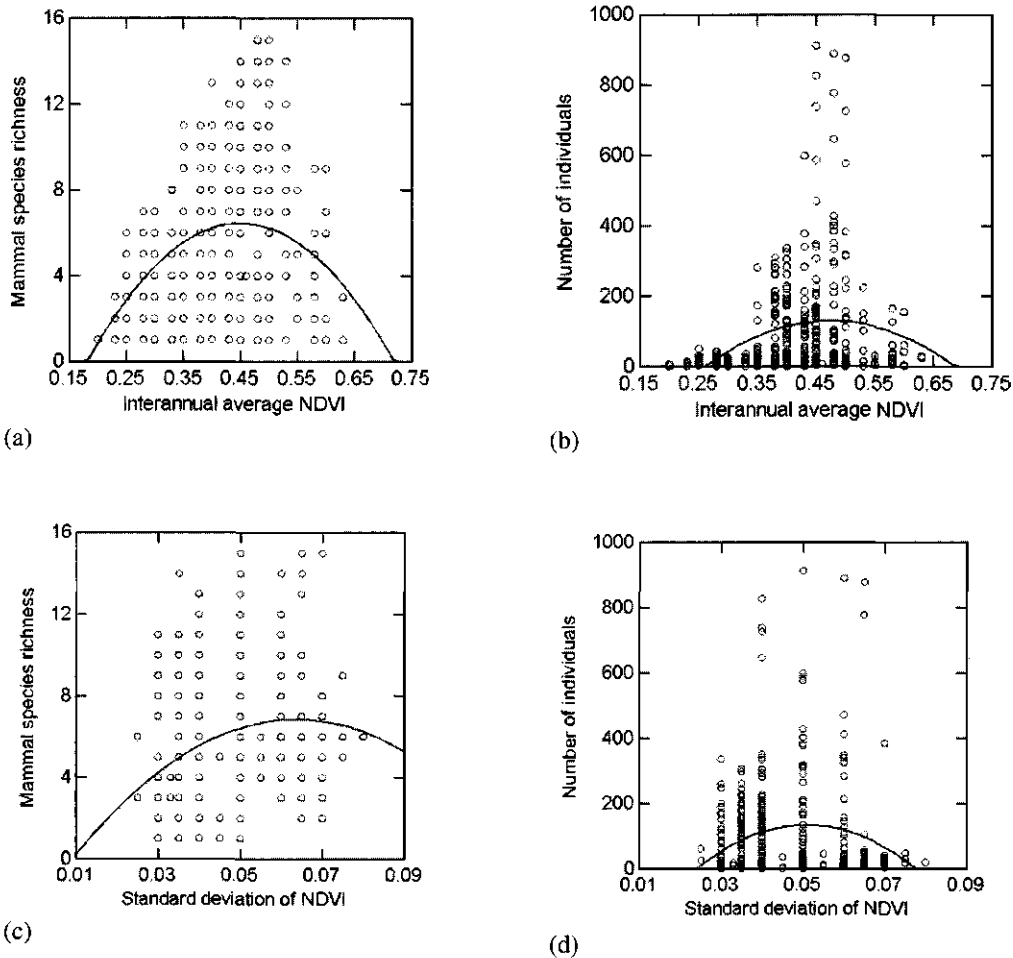 16
12
8
4
0
Mammal species richness
0.15 0.25 0.35 0.45 0.55 0.65 0.75
Interannual average NDVI
(a)
1000
800
600
400
200
0
Number of individuals
0.15 0.25 0.35 0.45 0.55 0.65 0.75
Interannual average NDVI
(b)
16
12
8
4
0
Mammal species richness
0.01 0.03 0.05 0.07 0.09
Standard deviation of NDVI
(c)
1000
800
600
400
200
0
Number of individuals
0.01 0.03 0.05 0.07 0.09
Standard deviation of NDVI
(d)